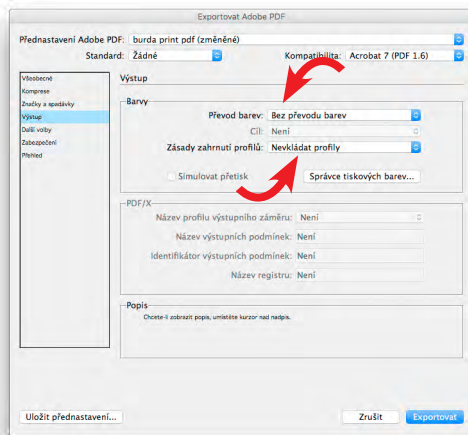 Exportovat Adobe PDF
Přednastavení Adobe PDF: burda print pdf (změněné)
Standard: Žádné Kompatibilita: Acrobat 7 (PDF 1.6)
Všeobecné
Komprese
Značky a spadávky
Výstup
Další volby
Zabezpečení
Přehled
Výstup
Barvy
Převod barev: Bez převodu barev
Cíl: Není
Zásady zahrnutí profilů: Nevkládat profily
Simulovat přetisk Správce tiskových barev...
PDF/X
Název profilu výstupního záměru: Není
Název výstupních podmínek: Není
Identifikátor výstupních podmínek: Není
Název registru: Není
Popis
Chcete-li zobrazit popis, umístěte kurzor nad nadpis.
Uložit přednastavení... Zrušit Exportovat